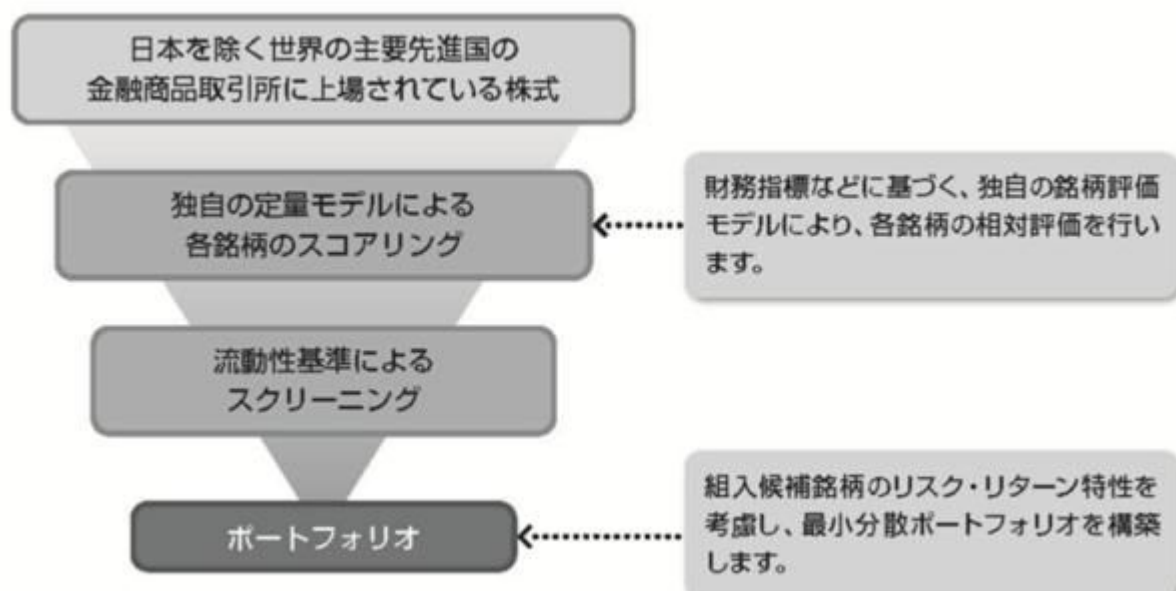 日本を除く世界の主要先進国の
金融商品取引所に上場されている株式
独自の定量モデルによる
各銘柄のスコアリング
財務指標などに基づく、独自の銘柄評価
モデルにより、各銘柄の相対評価を行い
ます。
流動性基準による
スクリーニング
ポートフォリオ
組入候補銘柄のリスク・リターン特性を
考慮し、最小分散ポートフォリオを構築
します。